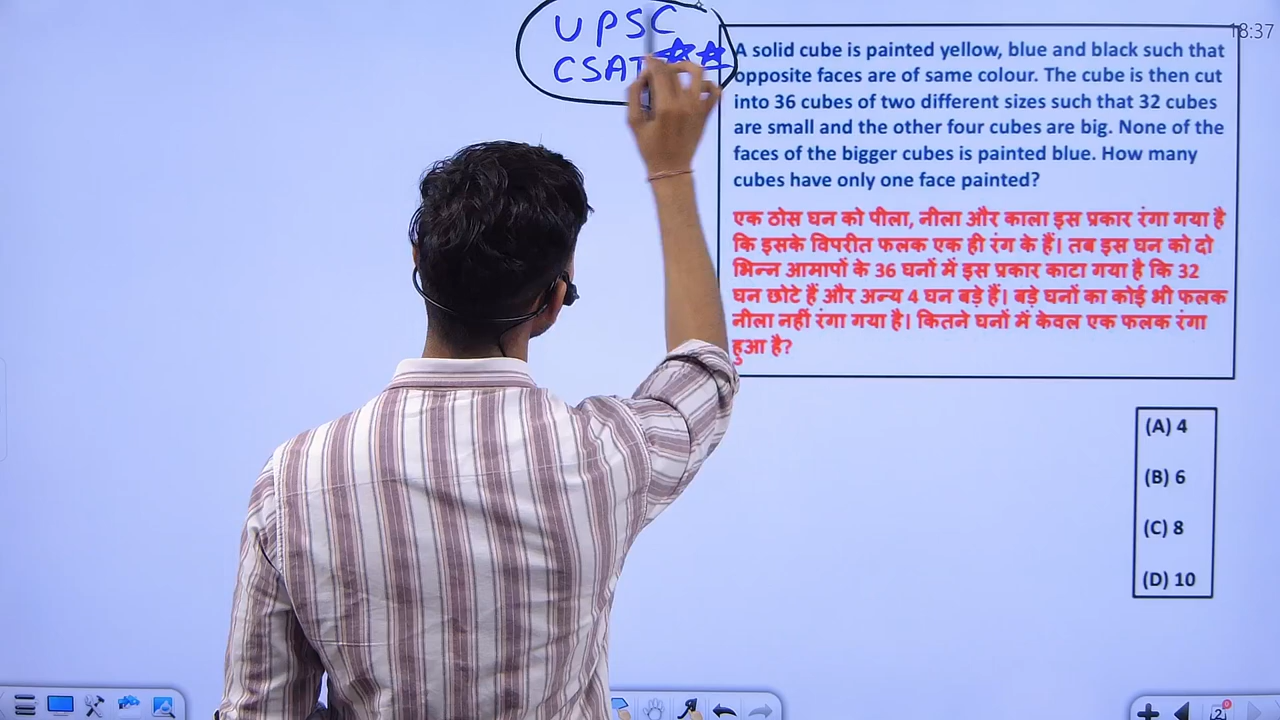 UPSC
CSAT
18:37
A solid cube is painted yellow, blue and black such that
opposite faces are of same colour. The cube is then cut
into 36 cubes of two different sizes such that 32 cubes
are small and the other four cubes are big. None of the
faces of the bigger cubes is painted blue. How many
cubes have only one face painted?
एक ठोस घन को पीला, नीला और काला इस प्रकार रंगा गया है
कि इसके विपरीत फलक एक ही रंग के हैं। तब इस घन को दो
भिन्न आमापों के 36 घनों में इस प्रकार काटा गया है कि 32
घन छोटे हैं और अन्य 4 घन बड़े हैं। बड़े घनों का कोई भी फलक
नीला नहीं रंगा गया है। कितने घनों में केवल एक फलक रंगा
हुआ है?
(A) 4
(B) 6
(C) 8
(D) 10
2